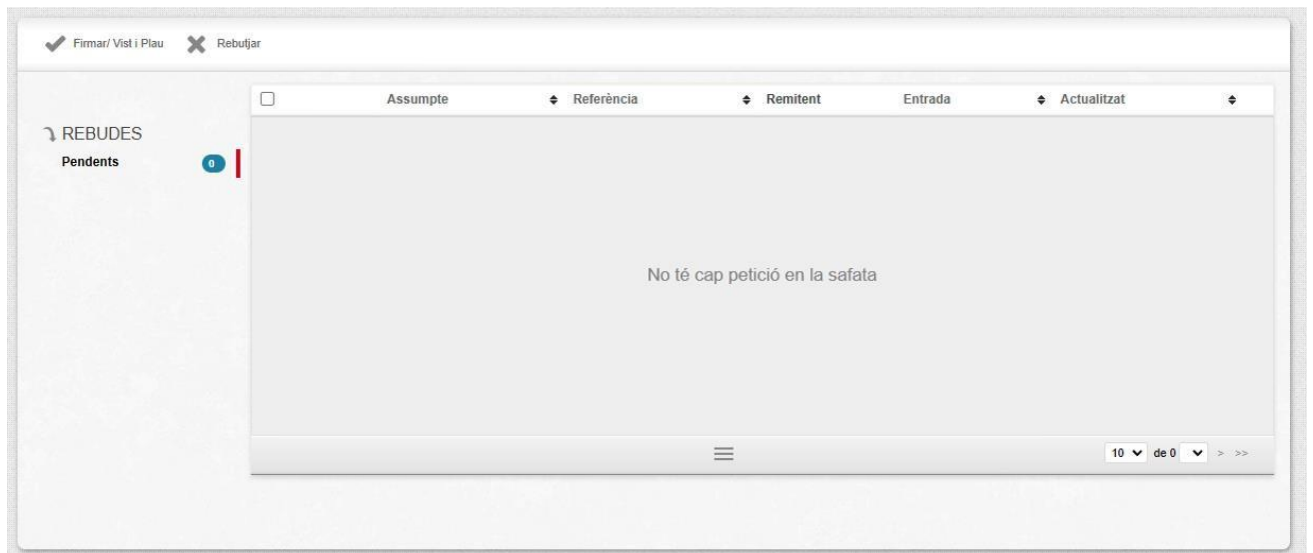 Firmar/ Vist i Plau Rebutjar
Assumpte Referència Remitent Entrada Actualitzat
REBUDES
Pendents 0
No té cap petició en la safata
10 de 0 > >>